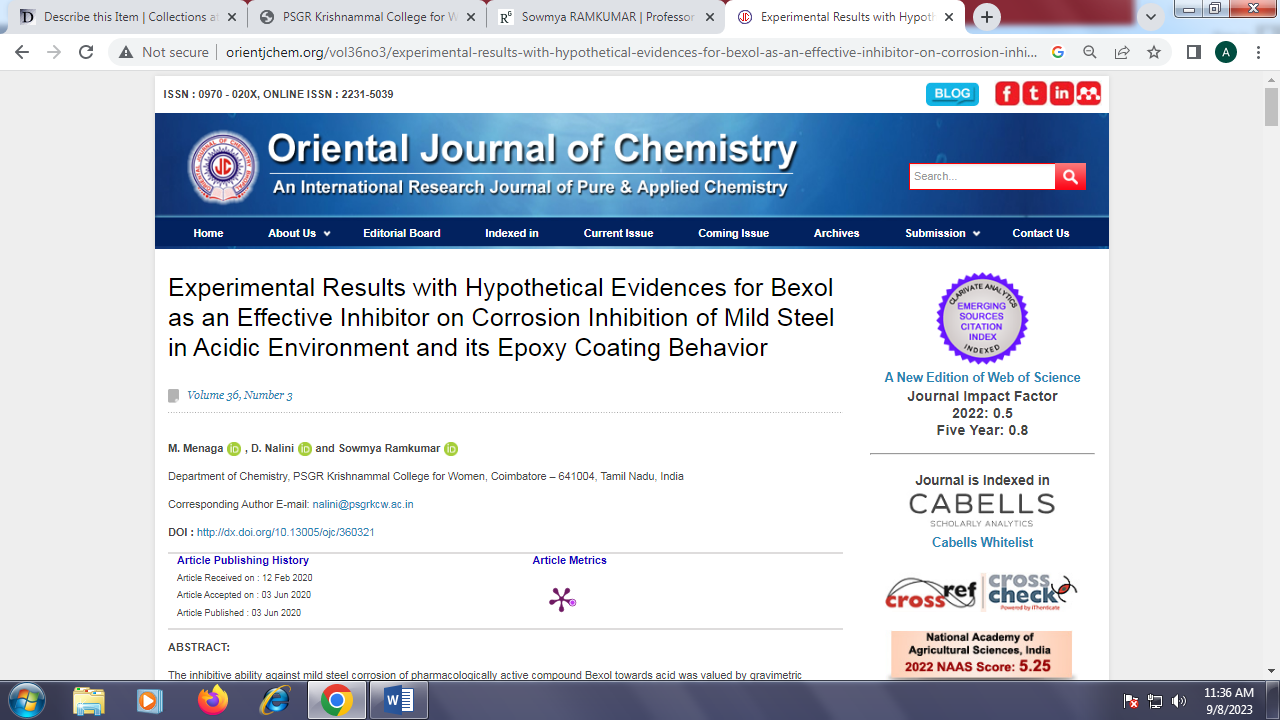 Describe this Item | Collections at
PSGR Krishnammal College for W
Sowmya RAMKUMAR | Professor
Experimental Results with Hypoth
Not secure
orientjchem.org/vol36no3/experimental-results-with-hypothetical-evidences-for-bexol-as-an-effective-inhibitor-on-corrosion-inhi...
A
ISSN : 0970 - 020X, ONLINE ISSN : 2231-5039
BLOG
Oriental Journal of Chemistry
An International Research Journal of Pure & Applied Chemistry
Search...
Home
About Us
Editorial Board
Indexed in
Current Issue
Coming Issue
Archives
Submission
Contact Us
Experimental Results with Hypothetical Evidences for Bexol
as an Effective Inhibitor on Corrosion Inhibition of Mild Steel
in Acidic Environment and its Epoxy Coating Behavior
Volume 36, Number 3
M. Menaga , D. Nalini and Sowmya Ramkumar
Department of Chemistry, PSGR Krishnammal College for Women, Coimbatore – 641004, Tamil Nadu, India
Corresponding Author E-mail: nalini@psgrkcw.ac.in
DOI : http://dx.doi.org/10.13005/ojc/360321
Article Publishing History
Article Received on : 12 Feb 2020
Article Accepted on : 03 Jun 2020
Article Published : 03 Jun 2020
Article Metrics
ABSTRACT:
The inhibitive ability against mild steel corrosion of pharmacologically active compound Bexol towards acid was valued by gravimetric
CLARIVATE ANALYTICS
EMERGING
SOURCES
CITATION
INDEX
INDEXED
A New Edition of Web of Science
Journal Impact Factor
2022: 0.5
Five Year: 0.8
Journal is Indexed in
CABELLS
SCHOLARLY ANALYTICS
Cabells Whitelist
crossref
cross
check
Powered by iThenticate
National Academy of
Agricultural Sciences, India
2022 NAAS Score: 5.25
11:36 AM
9/8/2023